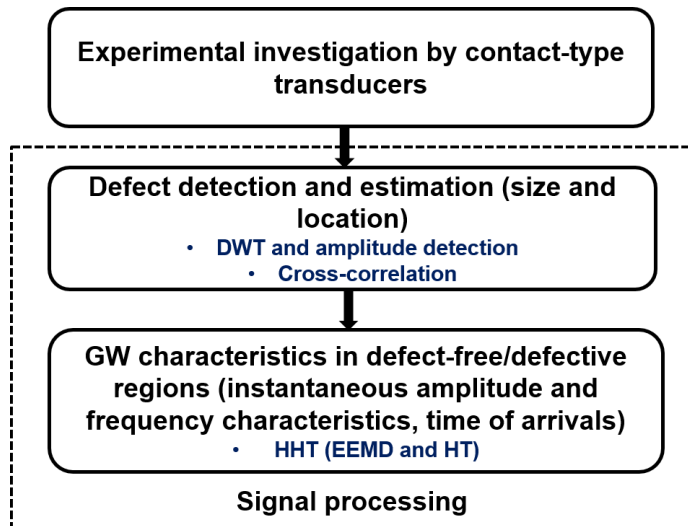 Experimental investigation by contact-type
transducers
Defect detection and estimation (size and
location)
• DWT and amplitude detection
• Cross-correlation
GW characteristics in defect-free/defective
regions (instantaneous amplitude and
frequency characteristics, time of arrivals)
• HHT (EEMD and HT)
Signal processing